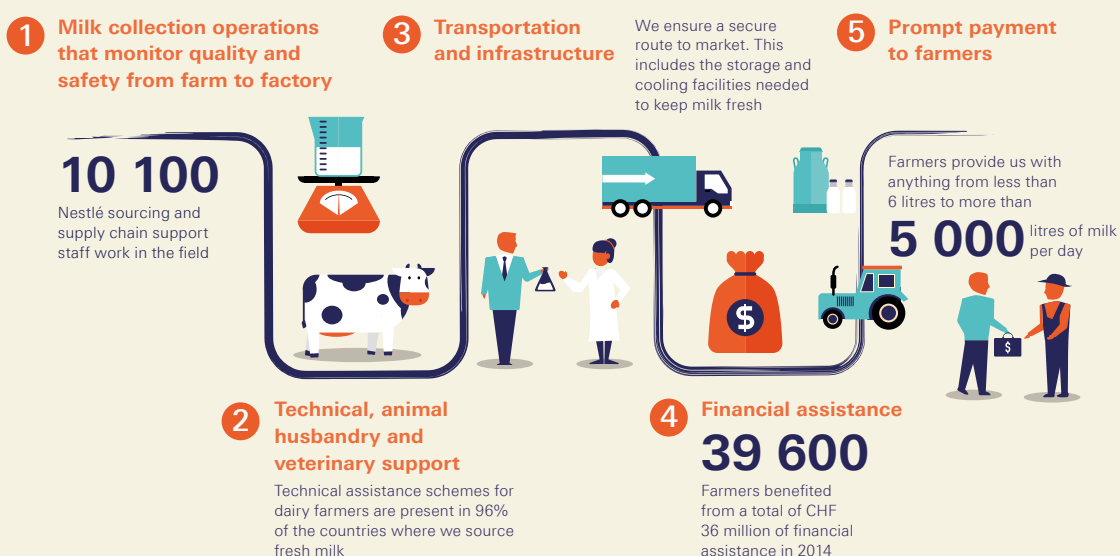 1
Milk collection operations
that monitor quality and
safety from farm to factory
10 100
Nestlé sourcing and
supply chain support
staff work in the field
2
Technical, animal
husbandry and
veterinary support
Technical assistance schemes for
dairy farmers are present in 96%
of the countries where we source
fresh milk
3
Transportation
and infrastructure
We ensure a secure
route to market. This
includes the storage and
cooling facilities needed
to keep milk fresh
$
4
Financial assistance
39 600
Farmers benefited
from a total of CHF
36 million of financial
assistance in 2014
5
Prompt payment
to farmers
Farmers provide us with
anything from less than
6 litres to more than
5 000 litres of milk
per day
$